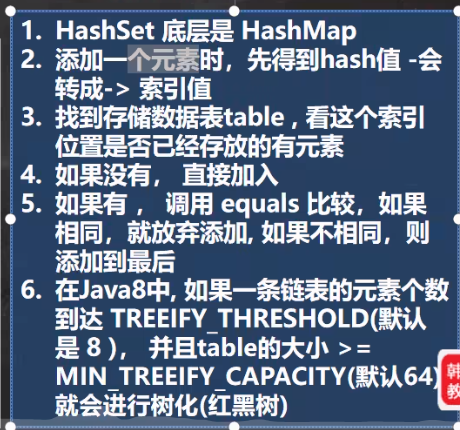 1. HashSet 底层是 HashMap
2. 添加一个元素时，先得到hash值 -会
转成-> 索引值
3. 找到存储数据表table，看这个索引
位置是否已经存放的有元素
4. 如果没有， 直接加入
5. 如果有 ， 调用 equals 比较，如果
相同，就放弃添加, 如果不相同，则
添加到最后
6. 在Java8中, 如果一条链表的元素个数
到达 TREEIFY_THRESHOLD(默认
是 8 )， 并且table的大小 >=
MIN_TREEIFY_CAPACITY(默认64)
就会进行树化(红黑树)
韩
教